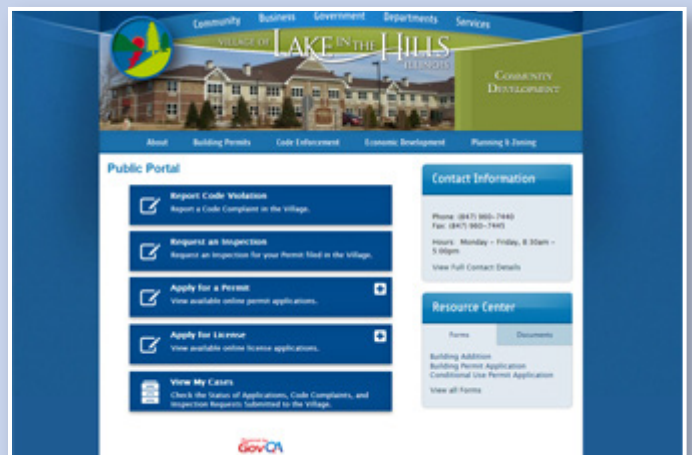 Community Business Government Departments Services
VILLAGE OF LAKE IN THE HILLS
ILLINOIS
COMMUNITY
DEVELOPMENT
About Building Permits Code Enforcement Economic Development Planning & Zoning
Public Portal
Report Code Violation
Report a Code Complaint in the Village.
Request an Inspection
Request an Inspection for your Permit filed in the Village.
Apply for a Permit
View available online permit applications.
Apply for License
View available online license applications.
View My Cases
Check the Status of Applications, Code Complaints, and
Inspection Requests Submitted to the Village.
Contact Information
Phone: (847) 960-7440
Fax: (847) 960-7445
Hours: Monday - Friday, 8:30am -
5:00pm
View Full Contact Details
Resource Center
Forms Documents
Building Addition
Building Permit Application
Conditional Use Permit Application
View all Forms
GovQA